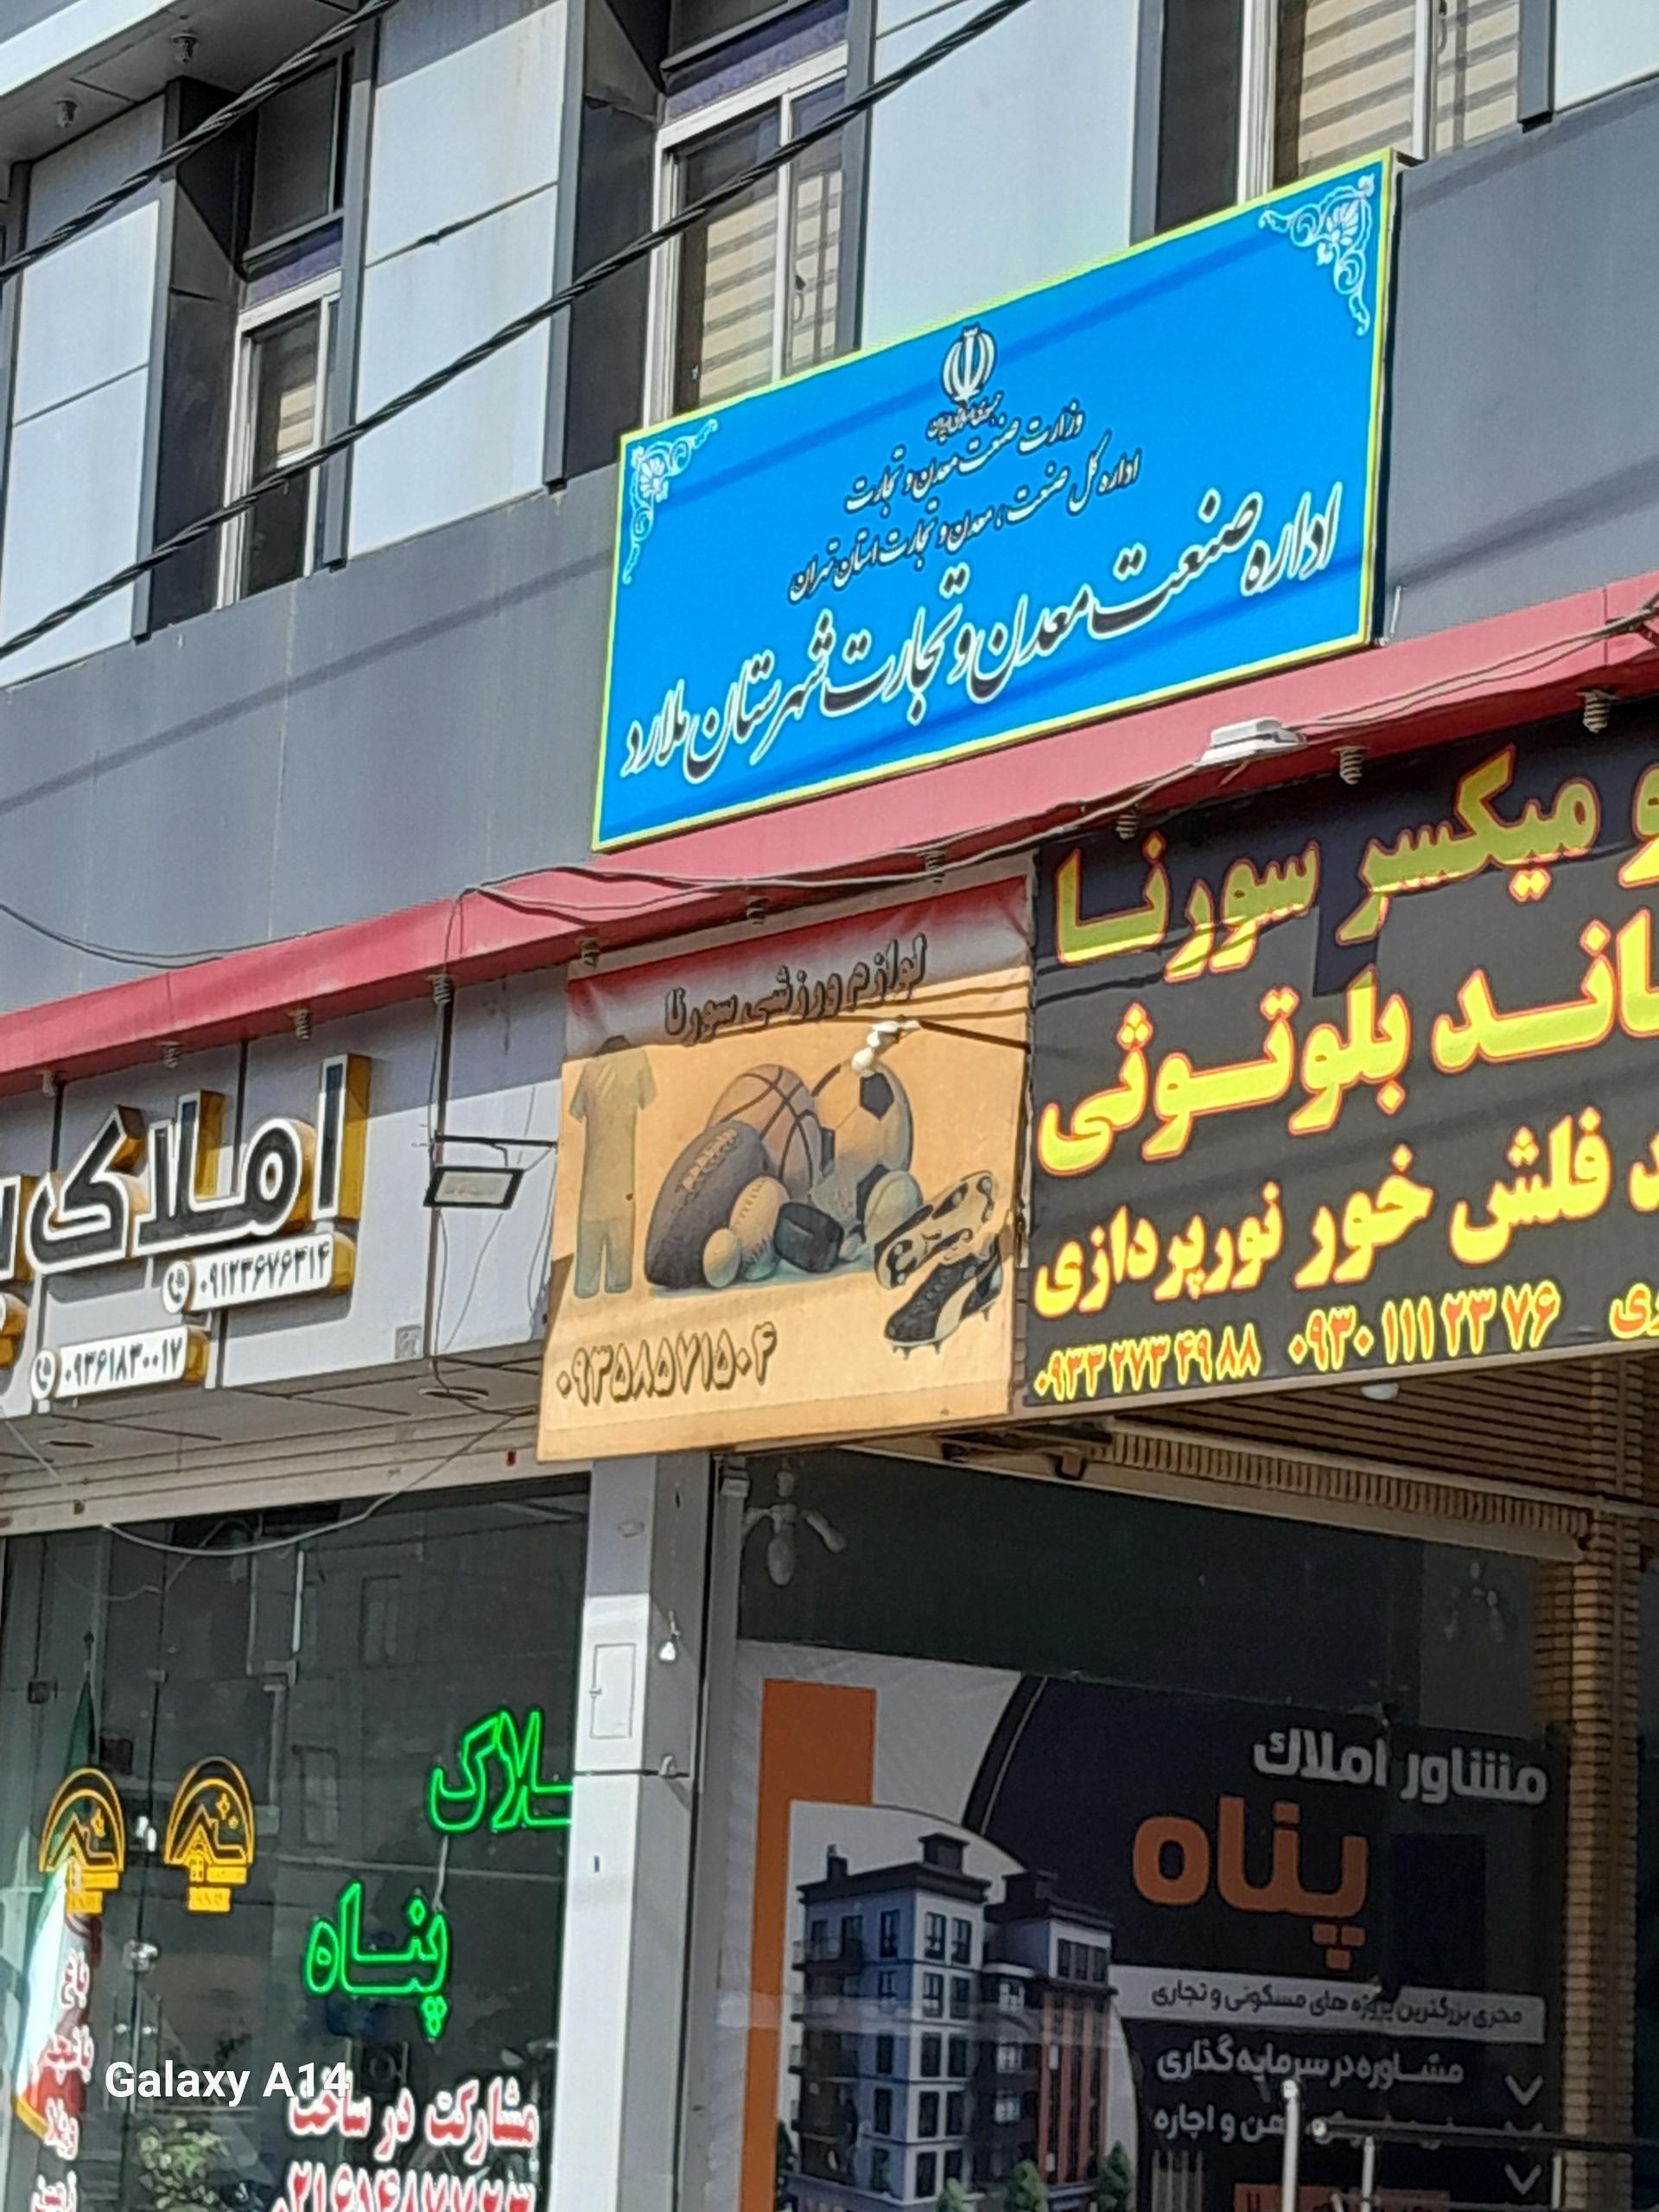 جمهوری اسلامی ایران
وزارت صنعت معدن و تجارت
اداره کل صنعت، معدن و تجارت استان تهران
اداره صنعت معدن و تجارت شهرستان ملارد
و میکسر سورنا
باند بلوتوثی
فلش خور نورپردازی
۰۹۳۳ ۲۷۳ ۴۹ ۸۸ ۰۹۳۰ ۱۱۱ ۲۳ ۷۶
لوازم ورزشی سورنا
۰۹۳۵۸۵۷۱۵۰۴
املاک
۰۹۱۲۳۶۷۶۳۱۴
۰۹۳۶۱۸۳۰۰۱۷
ـلاک
پناه
مشارکت در ساخت
مشاور املاک
پناه
مجری بزرگترین پروژه های مسکونی و تجاری
مشاوره در سرمایه گذاری
و اجاره
Galaxy A14